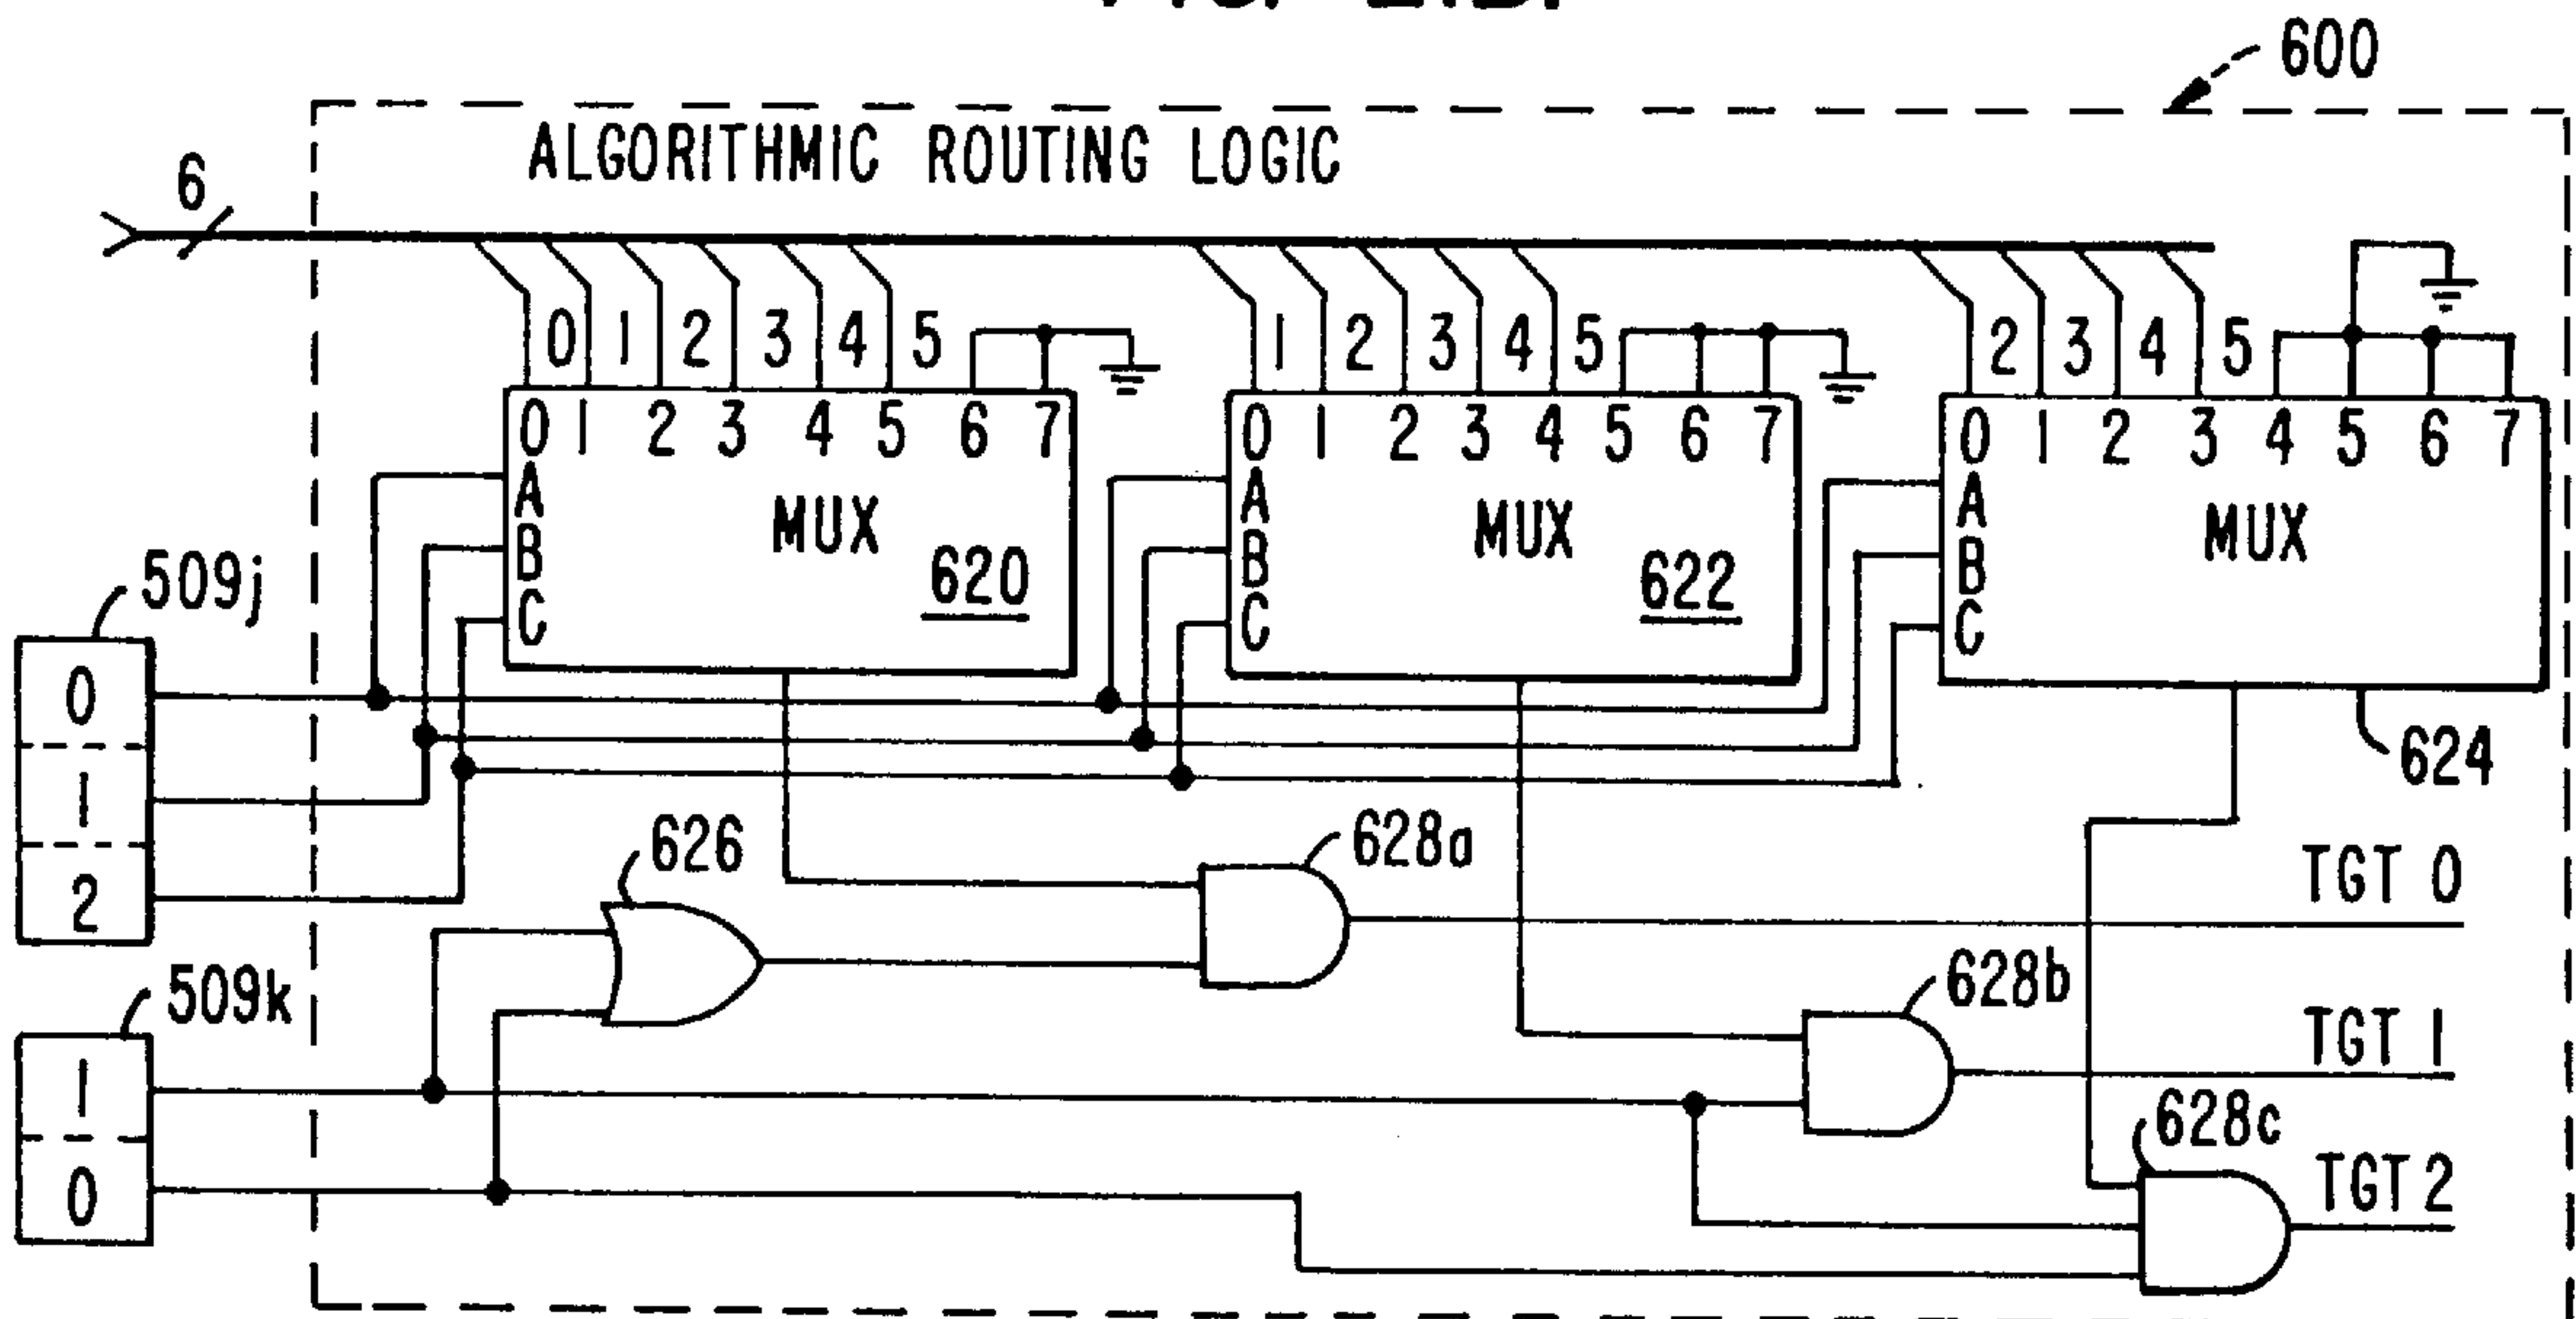 600
ALGORITHMIC ROUTING LOGIC
6
0 1 2 3 4 5
1 2 3 4 5
2 3 4 5
0 1 2 3 4 5 6 7
A
B
C
MUX
620
0 1 2 3 4 5 6 7
A
B
C
MUX
622
0 1 2 3 4 5 6 7
A
B
C
MUX
624
509j
0
1
2
626
628a
TGT 0
509k
1
0
628b
TGT 1
628c
TGT 2